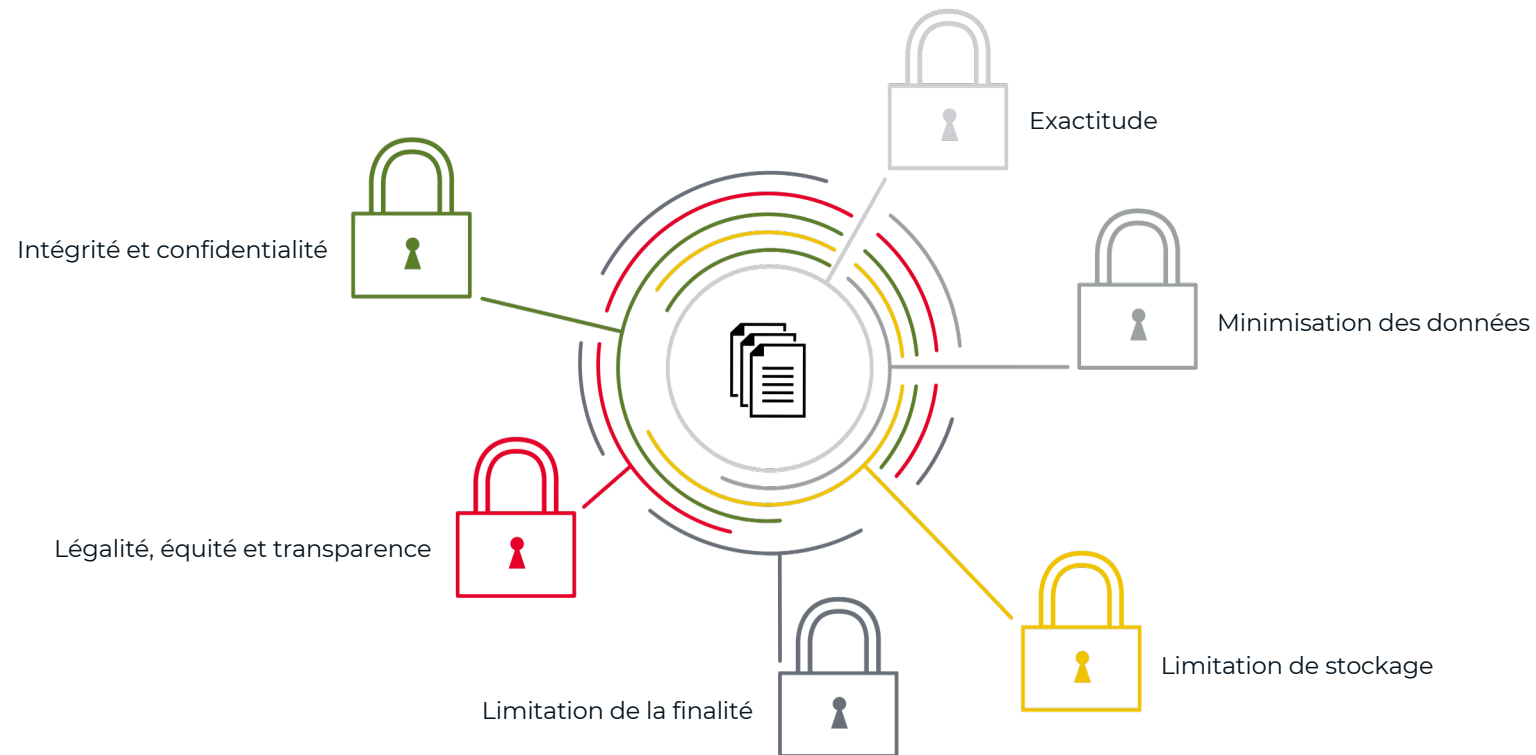 Exactitude
Intégrité et confidentialité
Minimisation des données
Légalité, équité et transparence
Limitation de stockage
Limitation de la finalité